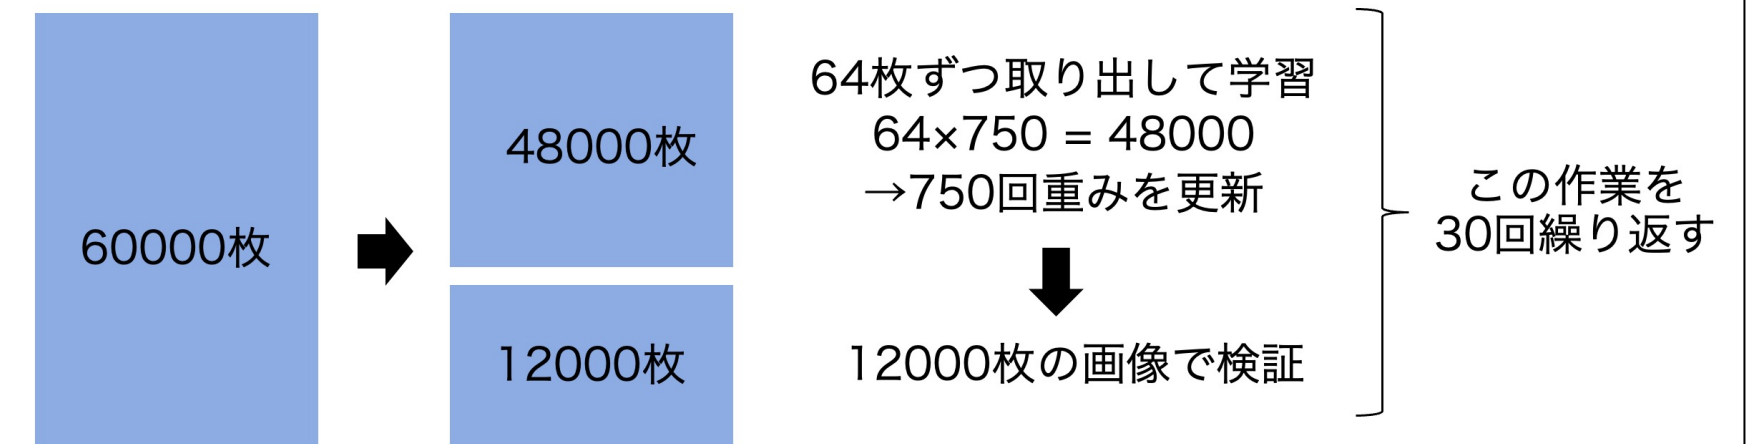 60000枚
48000枚
12000枚
64枚ずつ取り出して学習
64×750 = 48000
→750回重みを更新
12000枚の画像で検証
この作業を
30回繰り返す